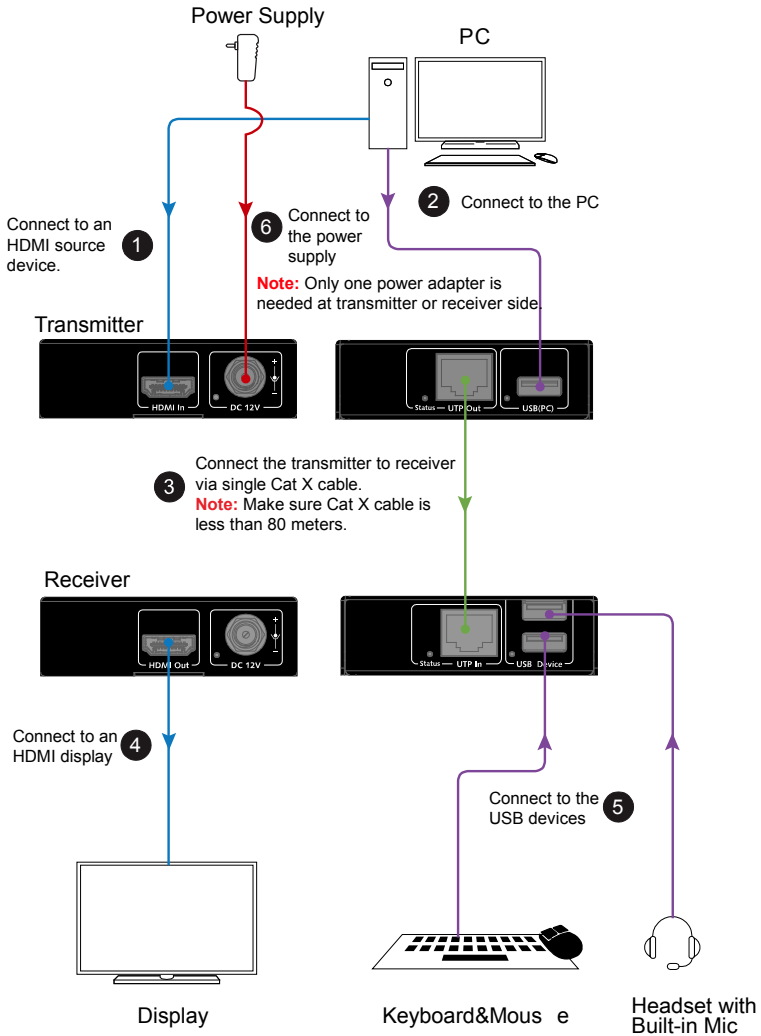 Power Supply
PC
2 Connect to the PC
Connect to an
HDMI source
device.
1
6
Connect to
the power
supply
Note: Only one power adapter is
needed at transmitter or receiver side.
Transmitter
HDMI In
DC 12V
+
−
Status
UTP Out
USB(PC)
3
Connect the transmitter to receiver
via single Cat X cable.
Note: Make sure Cat X cable is
less than 80 meters.
Receiver
HDMI Out
DC 12V
+
−
Status
UTP In
USB Device
Connect to an
HDMI display
4
Connect to the
USB devices
5
Display
Keyboard&Mous e
Headset with
Built-in Mic